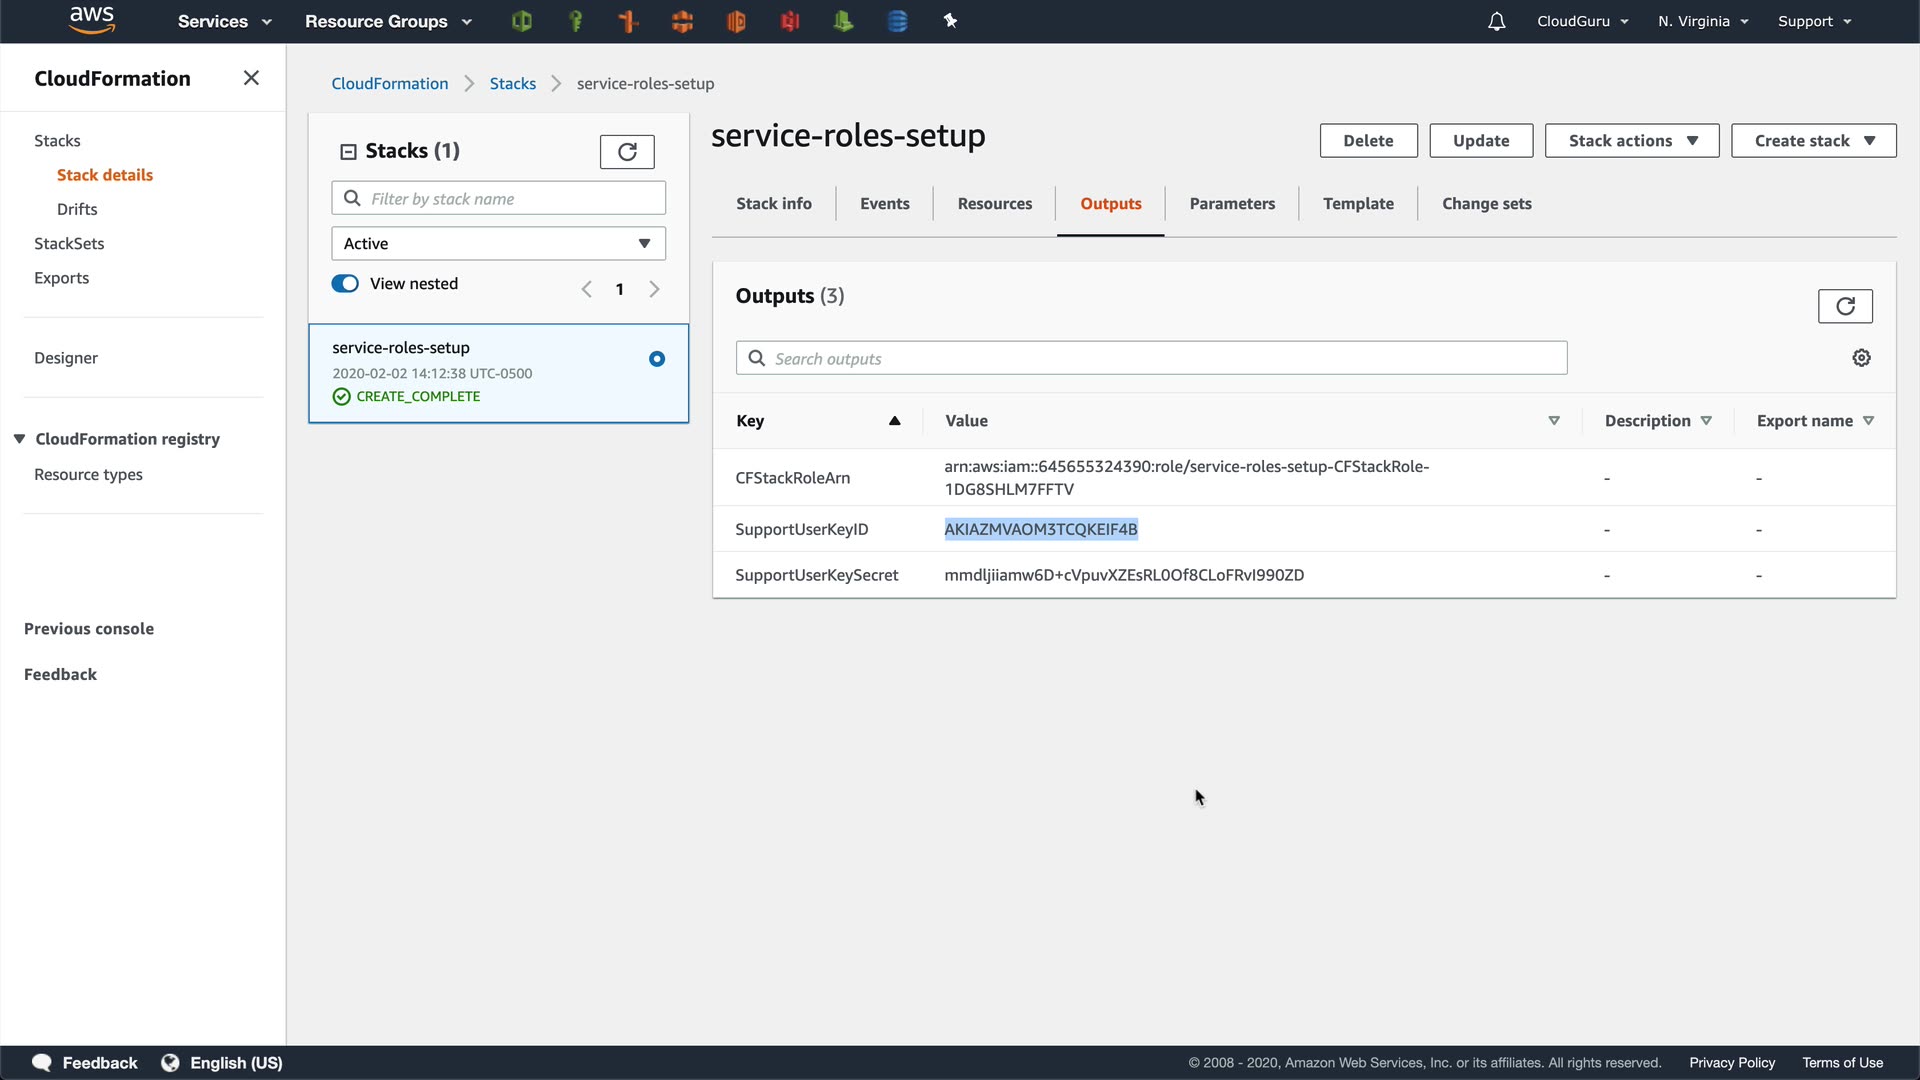 aws
Services
Resource Groups
CloudGuru
N. Virginia
Support
CloudFormation
Stacks
Stack details
Drifts
StackSets
Exports
Designer
CloudFormation registry
Resource types
Previous console
Feedback
CloudFormation
Stacks
service-roles-setup
Stacks (1)
Filter by stack name
Active
View nested
1
service-roles-setup
2020-02-02 14:12:38 UTC-0500
CREATE_COMPLETE
service-roles-setup
Delete
Update
Stack actions
Create stack
Stack info
Events
Resources
Outputs
Parameters
Template
Change sets
Outputs (3)
Search outputs
Key Value Description Export name
CFStackRoleArn
arn:aws:iam::645655324390:role/service-roles-setup-CFStackRole-
1DG8SHLM7FFTV
- -
SupportUserKeyID AKIAZMVAOM3TCQKEIF4B - -
SupportUserKeySecret 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 - -
Feedback
English (US)
© 2008 - 2020, Amazon Web Services, Inc. or its affiliates. All rights reserved.
Privacy Policy
Terms of Use